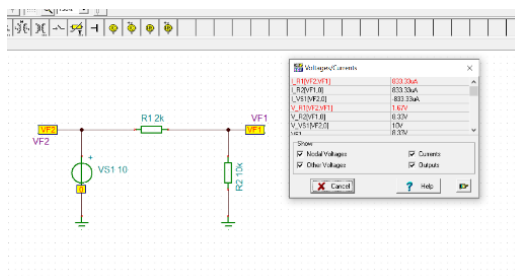 Voltages/Currents
I_R1[VF2,VF1] 833.33uA
I_R2[VF1,0] 833.33uA
I_VS1[VF2,0] -833.33uA
V_R1[VF2,VF1] 1.67V
V_R2[VF1,0] 8.33V
V_VS1[VF2,0] 10V
VF1 8.33V
Show
Nodal Voltages Currents
Other Voltages Outputs
Cancel ? Help
R1 2k
VF1
VF2 VF1
VF2
+
VS1 10
0
R2 10k